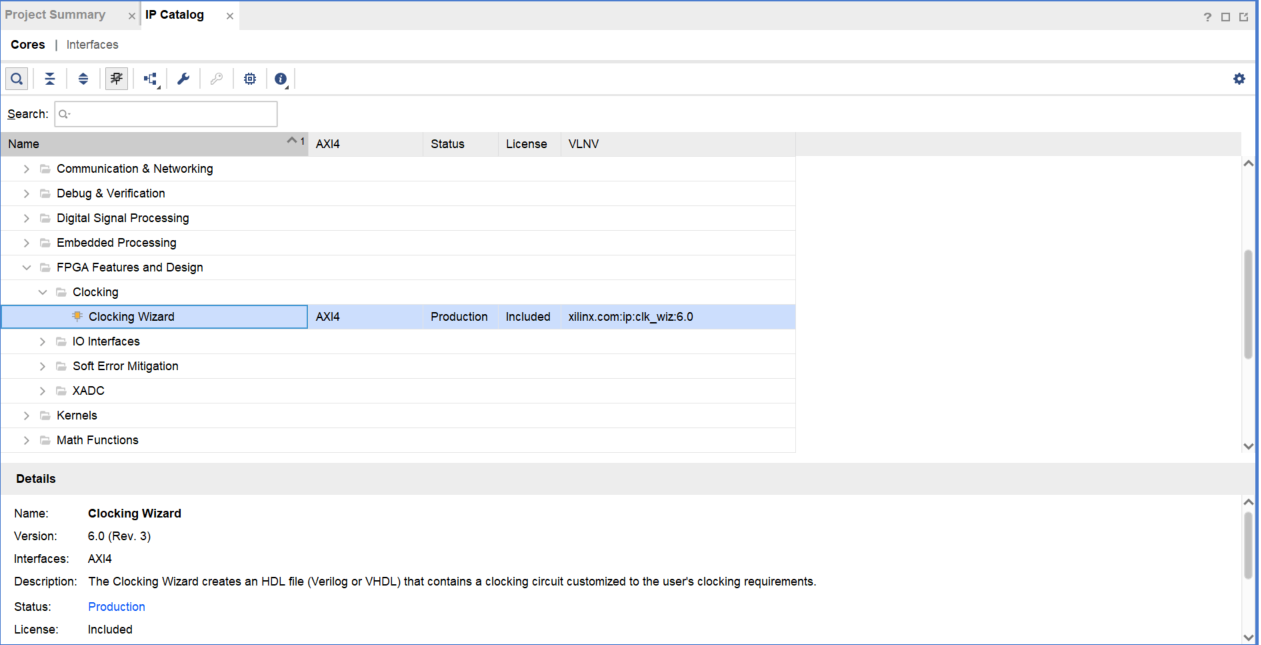 Project Summary × IP Catalog ×
Cores | Interfaces
Search:
Name 1 AXI4 Status License VLNV
Communication & Networking
Debug & Verification
Digital Signal Processing
Embedded Processing
FPGA Features and Design
Clocking
Clocking Wizard AXI4 Production Included xilinx.com:ip:clk_wiz:6.0
IO Interfaces
Soft Error Mitigation
XADC
Kernels
Math Functions
Details
Name: Clocking Wizard
Version: 6.0 (Rev. 3)
Interfaces: AXI4
Description: The Clocking Wizard creates an HDL file (Verilog or VHDL) that contains a clocking circuit customized to the user's clocking requirements.
Status: Production
License: Included